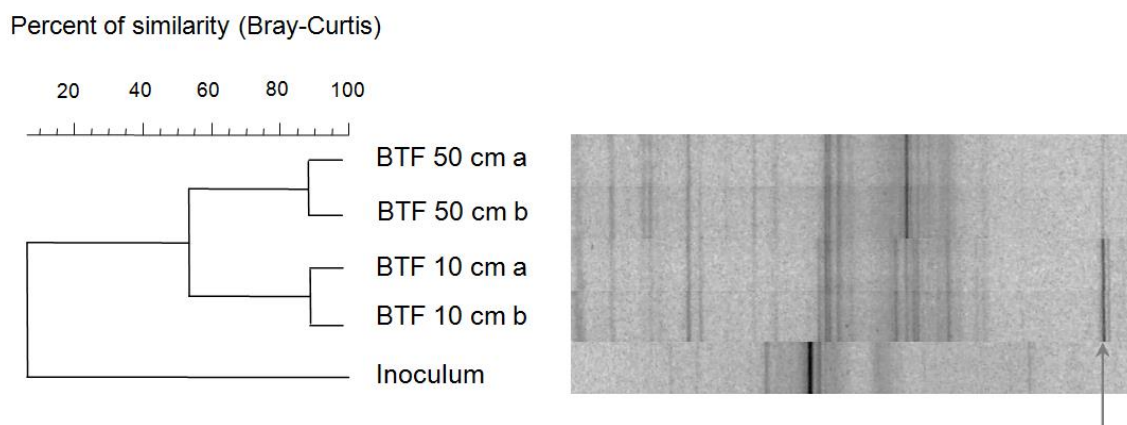 Percent of similarity (Bray-Curtis)
20 40 60 80 100
BTF 50 cm a
BTF 50 cm b
BTF 10 cm a
BTF 10 cm b
Inoculum